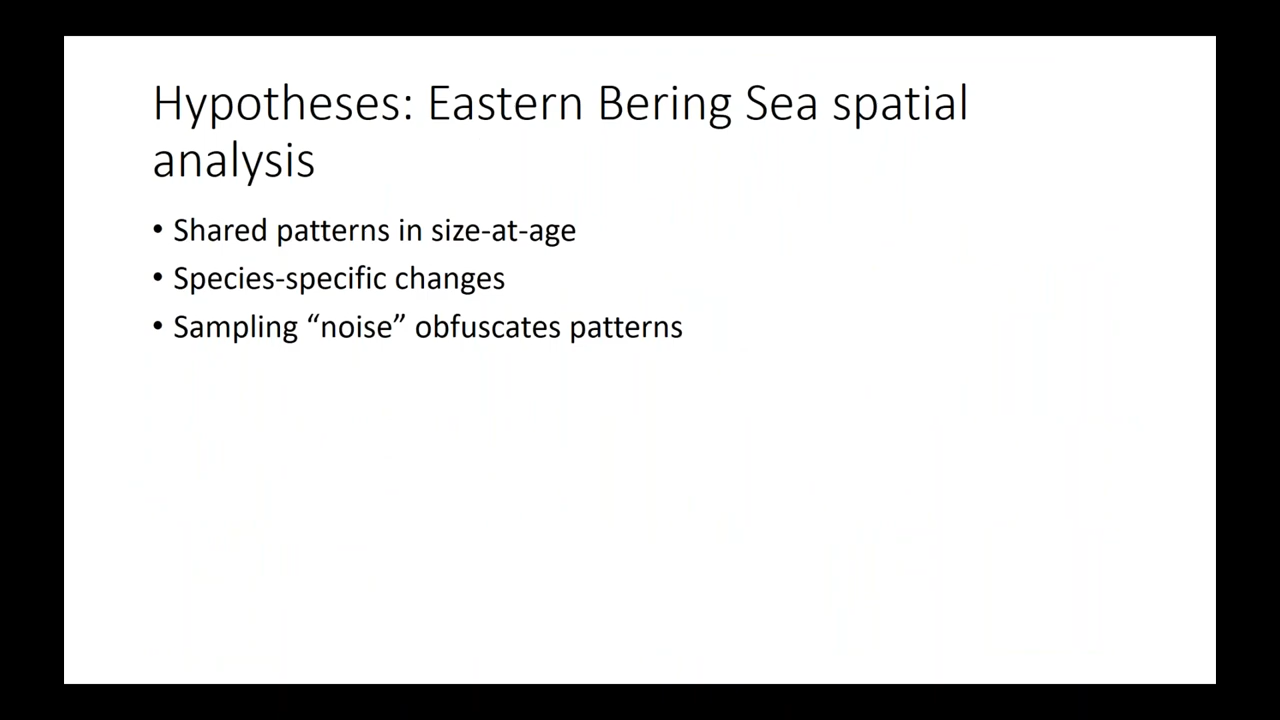 Hypotheses: Eastern Bering Sea spatial
analysis
• Shared patterns in size-at-age
• Species-specific changes
• Sampling “noise” obfuscates patterns